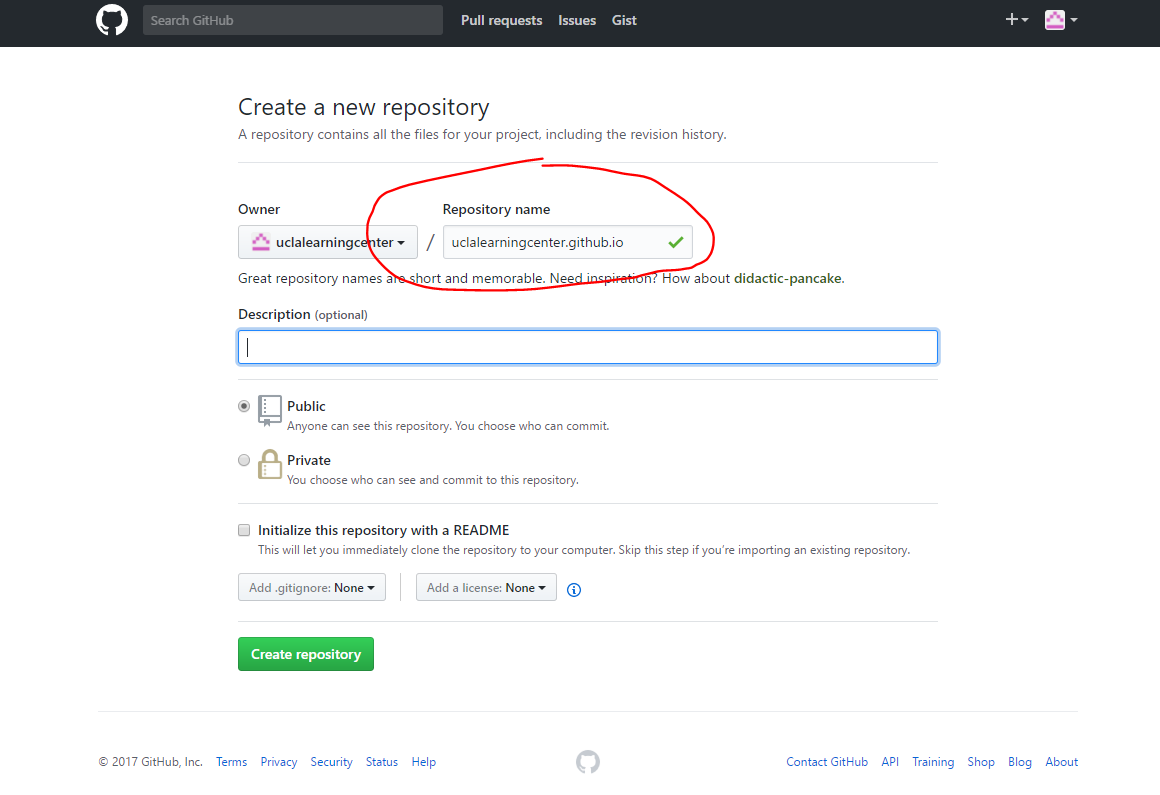 Search GitHub Pull requests Issues Gist
Create a new repository
A repository contains all the files for your project, including the revision history.
Owner Repository name
uclalearningcenter / uclalearningcenter.github.io
Great repository names are short and memorable. Need inspiration? How about didactic-pancake.
Description (optional)
Public
Anyone can see this repository. You choose who can commit.
Private
You choose who can see and commit to this repository.
Initialize this repository with a README
This will let you immediately clone the repository to your computer. Skip this step if you’re importing an existing repository.
Add .gitignore: None Add a license: None
Create repository
© 2017 GitHub, Inc. Terms Privacy Security Status Help Contact GitHub API Training Shop Blog About